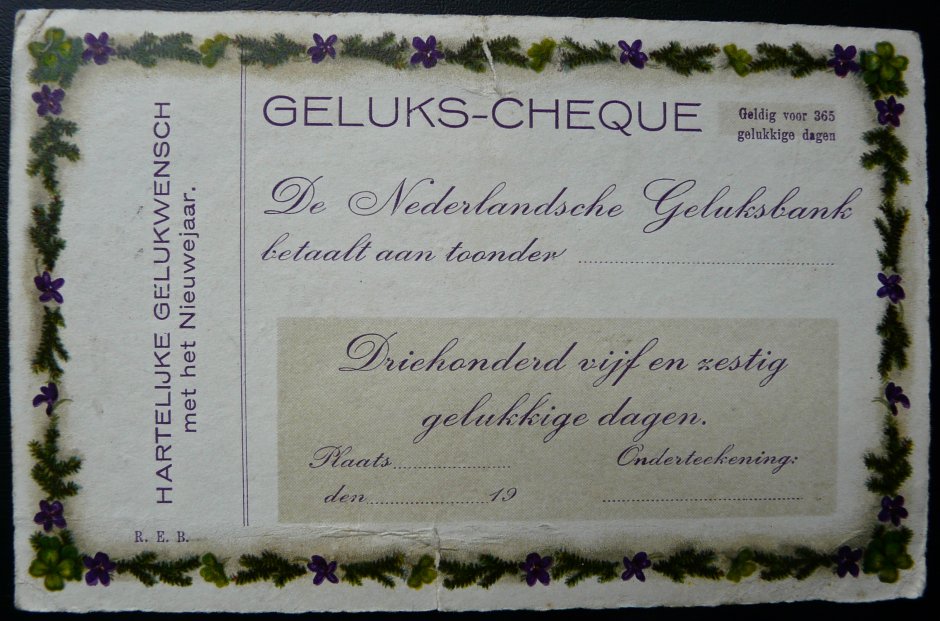 HARTELIJKE GELUKWENSCH
met het Nieuwejaar.
R. E. B.
GELUKS-CHEQUE
Geldig voor 365
gelukkige dagen
De Nederlandsche Geluksbank
betaalt aan toonder
Driehonderd vijf en zestig
gelukkige dagen.
Plaats
Onderteekening:
den 19